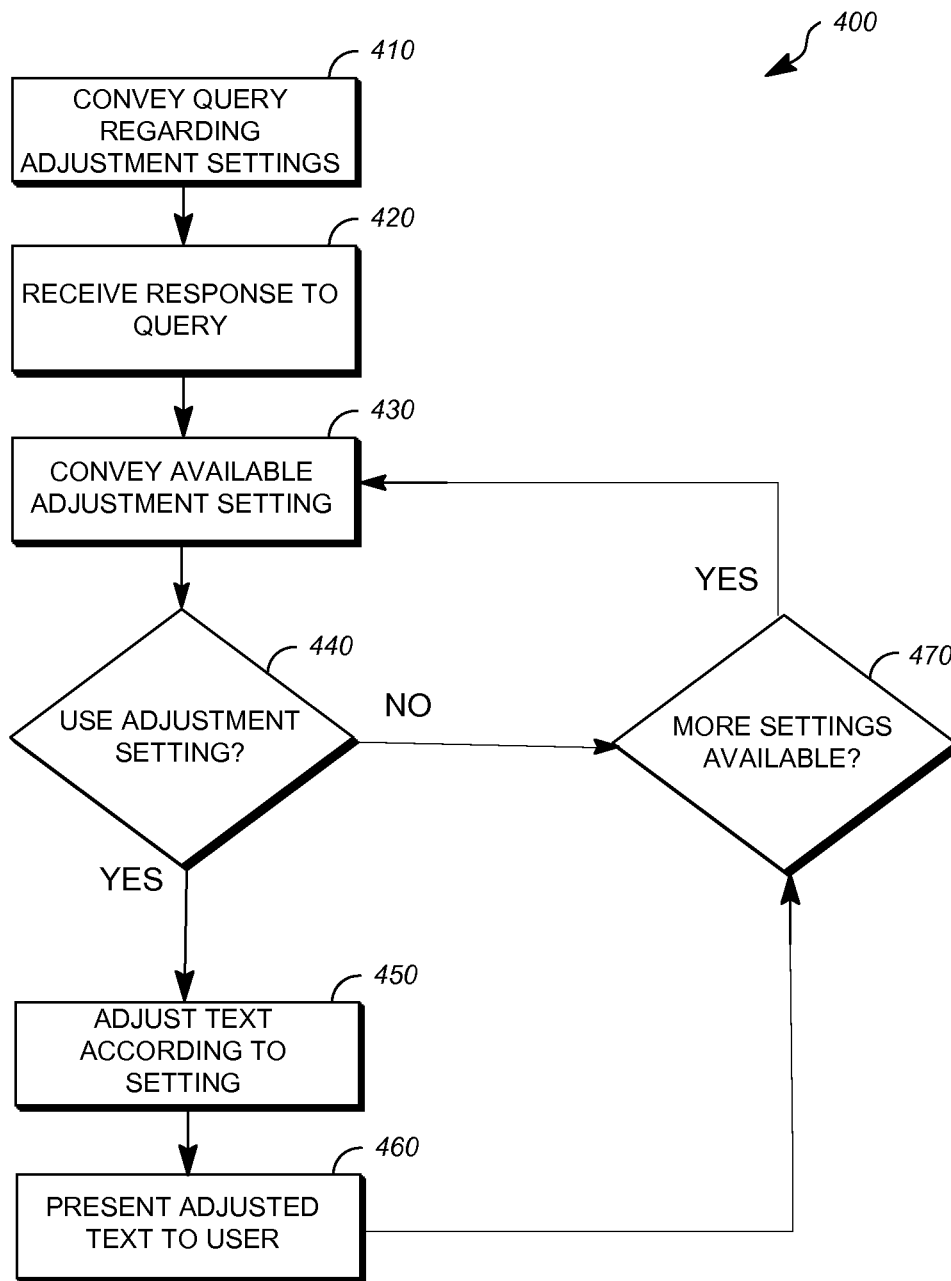 400
410
CONVEY QUERY
REGARDING
ADJUSTMENT SETTINGS
420
RECEIVE RESPONSE TO
QUERY
430
CONVEY AVAILABLE
ADJUSTMENT SETTING
440
USE ADJUSTMENT
SETTING?
NO
YES
470
MORE SETTINGS
AVAILABLE?
YES
450
ADJUST TEXT
ACCORDING TO
SETTING
460
PRESENT ADJUSTED
TEXT TO USER